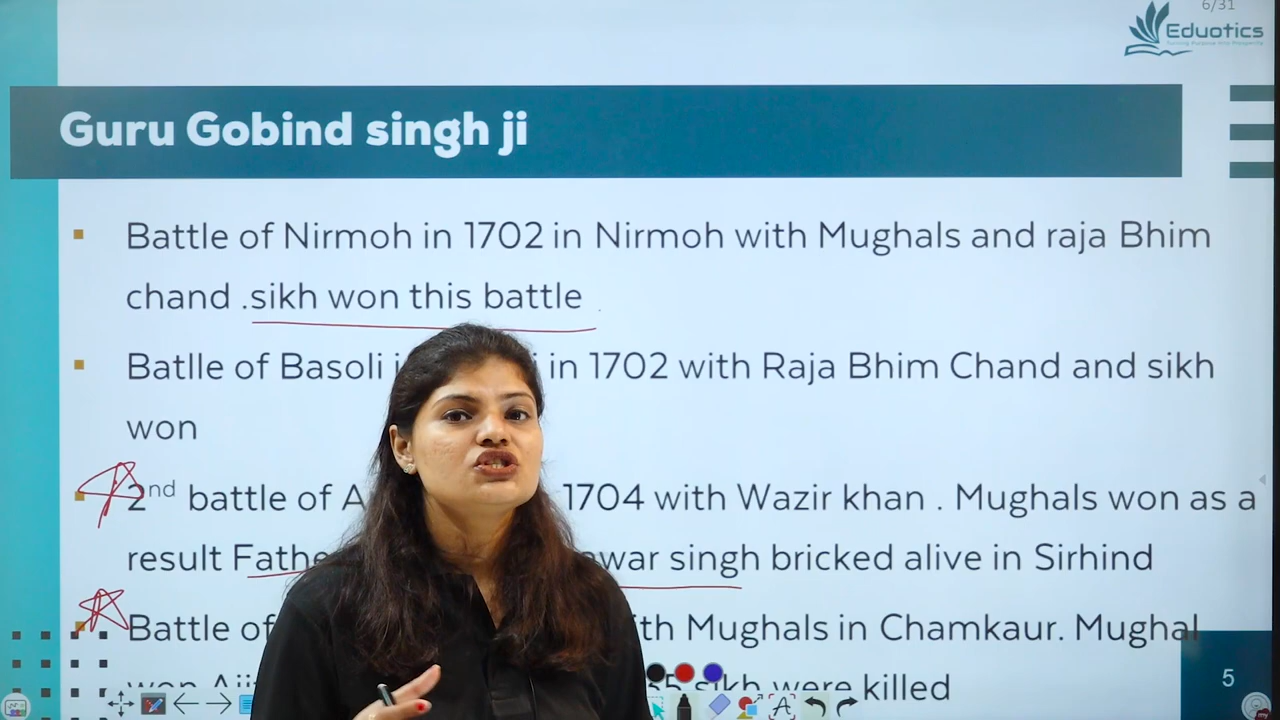 6/31
Eduotics
Guru Gobind singh ji
Battle of Nirmoh in 1702 in Nirmoh with Mughals and raja Bhim
chand .sikh won this battle
Batlle of Basoli in 1702 with Raja Bhim Chand and sikh
won
2nd battle of 1704 with Wazir khan . Mughals won as a
result singh bricked alive in Sirhind
Battle of Mughals in Chamkaur. Mughal
sikh were killed
5